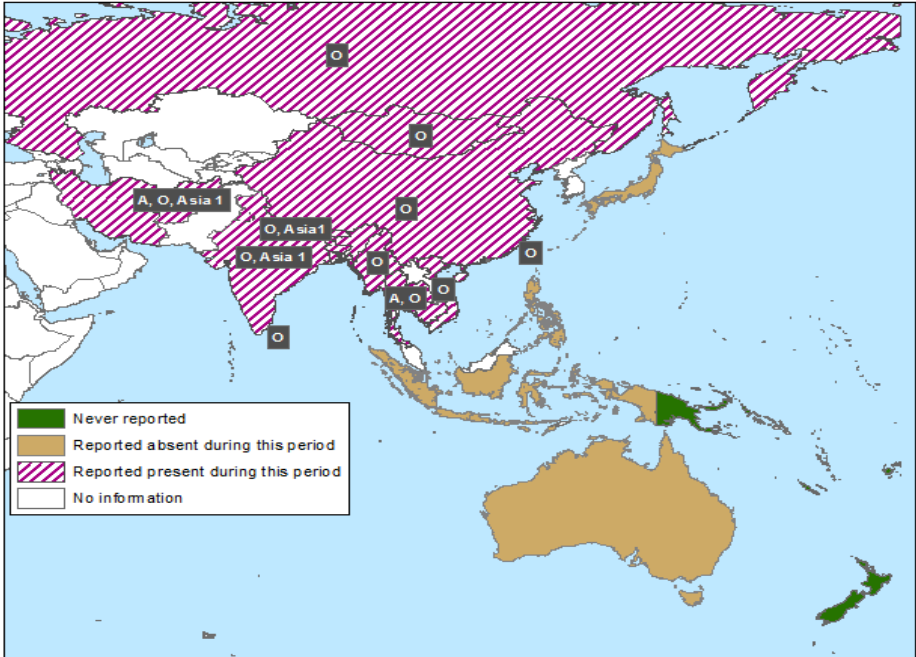 O
O
A, O, Asia 1
O
O, Asia1
O
O, Asia 1
O
O
A, O
O
Never reported
Reported absent during this period
Reported present during this period
No information